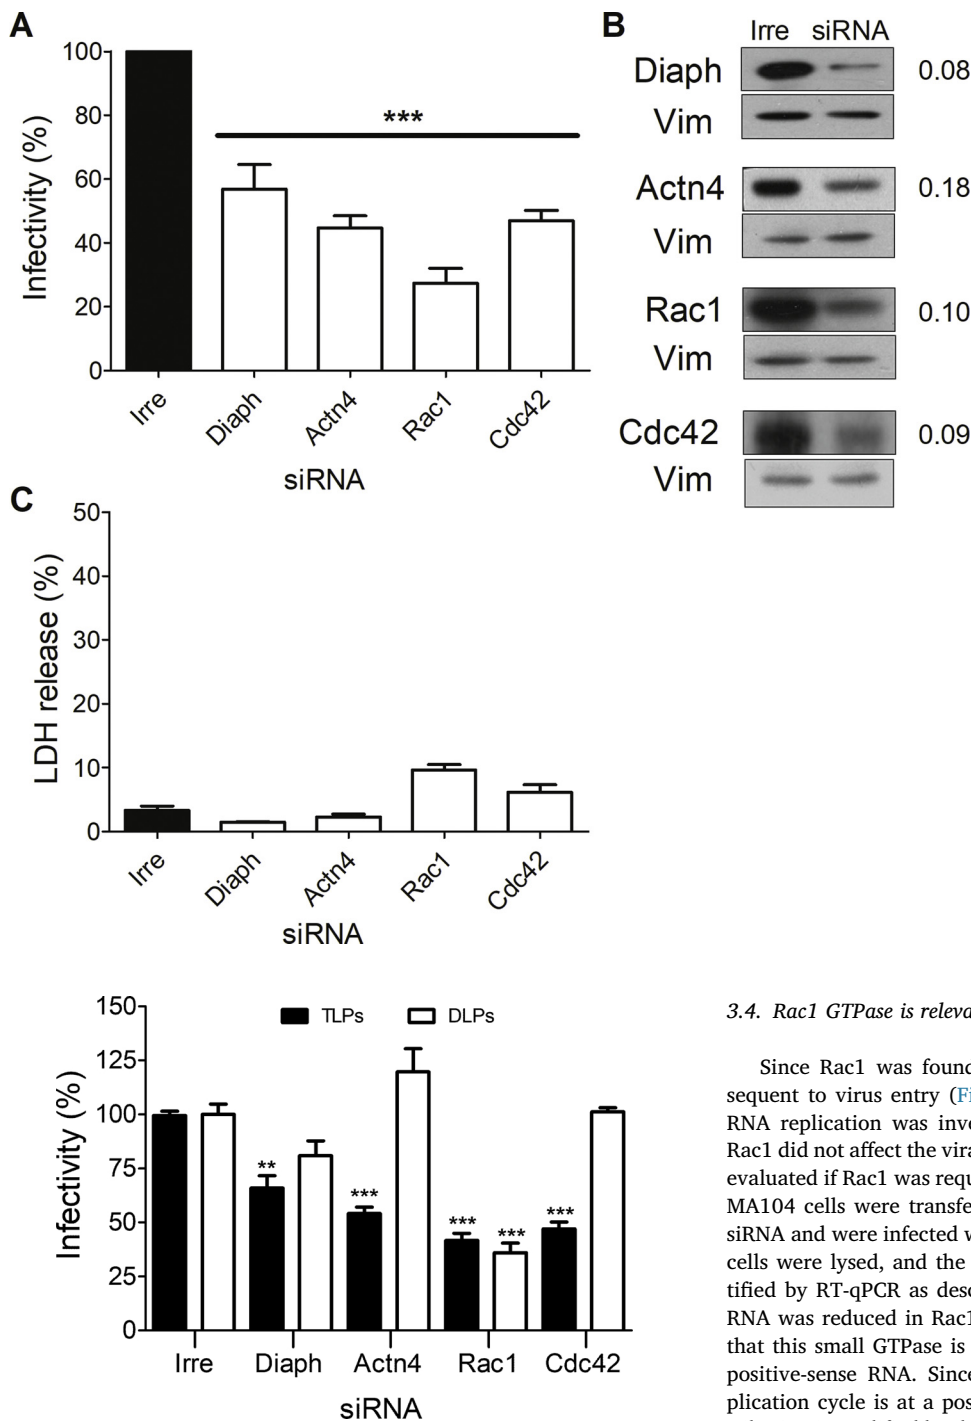 A
100
80
60
40
20
0
Infectivity (%)
***
Irre
Diaph
Actn4
Rac1
Cdc42
siRNA
B
Irre siRNA
Diaph 0.08
Vim
Actn4 0.18
Vim
Rac1 0.10
Vim
Cdc42 0.09
Vim
C
50
40
30
20
10
0
LDH release (%)
Irre
Diaph
Actn4
Rac1
Cdc42
siRNA
150
125
100
75
50
25
0
Infectivity (%)
TLPs DLPs
**
***
***
***
***
Irre Diaph Actn4 Rac1 Cdc42
siRNA
3.4. Rac1 GTPase is releva
Since Rac1 was found
sequent to virus entry (Fi
RNA replication was inve
Rac1 did not affect the vira
evaluated if Rac1 was requ
MA104 cells were transfe
siRNA and were infected w
cells were lysed, and the
tified by RT-qPCR as desc
RNA was reduced in Rac1
that this small GTPase is
positive-sense RNA. Since
plication cycle is at a pos